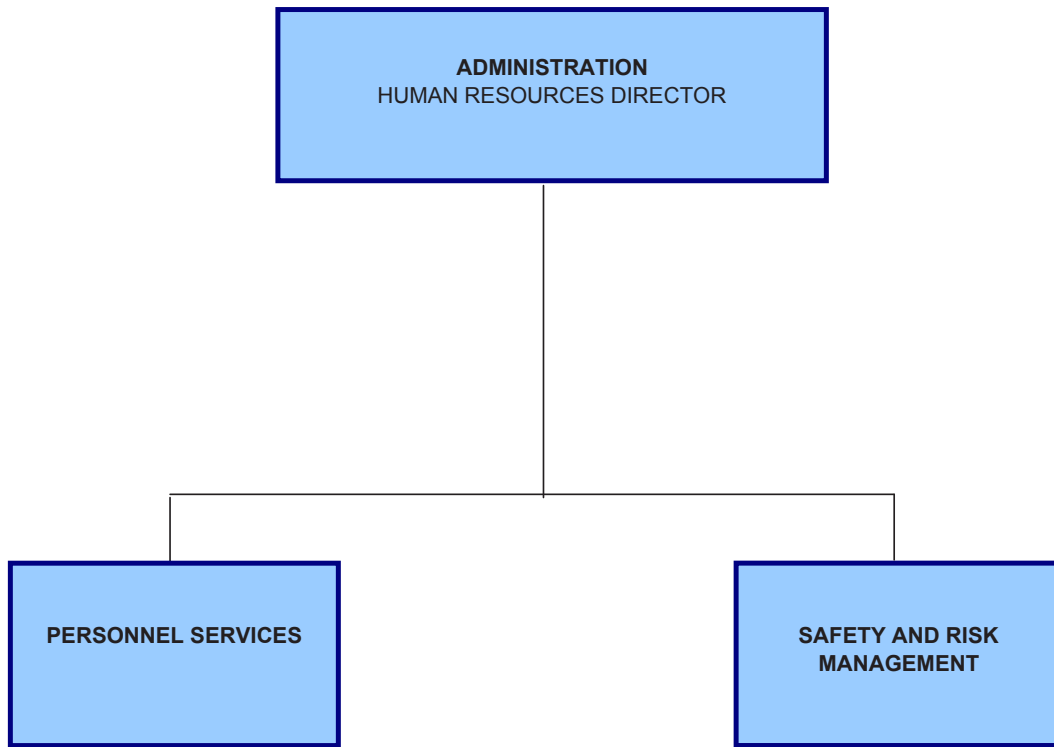 ADMINISTRATION
HUMAN RESOURCES DIRECTOR
PERSONNEL SERVICES
SAFETY AND RISK
MANAGEMENT